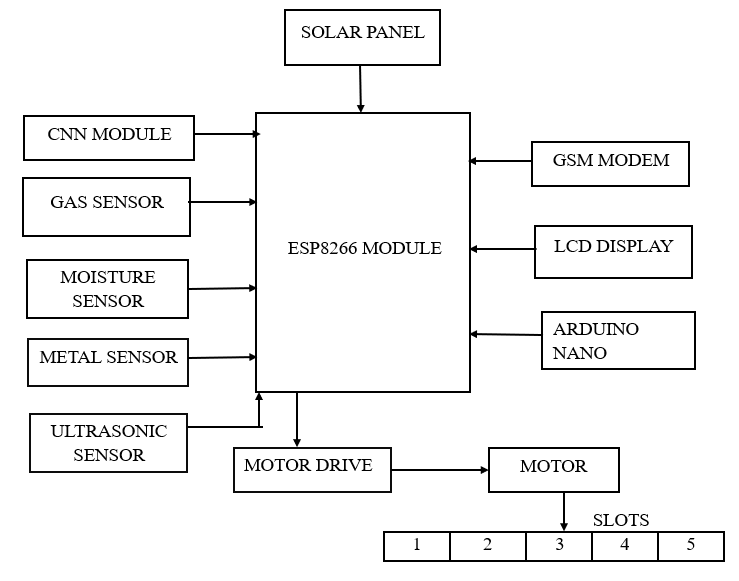 SOLAR PANEL
CNN MODULE
GSM MODEM
GAS SENSOR
ESP8266 MODULE
LCD DISPLAY
MOISTURE
SENSOR
ARDUINO
NANO
METAL SENSOR
ULTRASONIC
SENSOR
MOTOR DRIVE
MOTOR
SLOTS
1 2 3 4 5